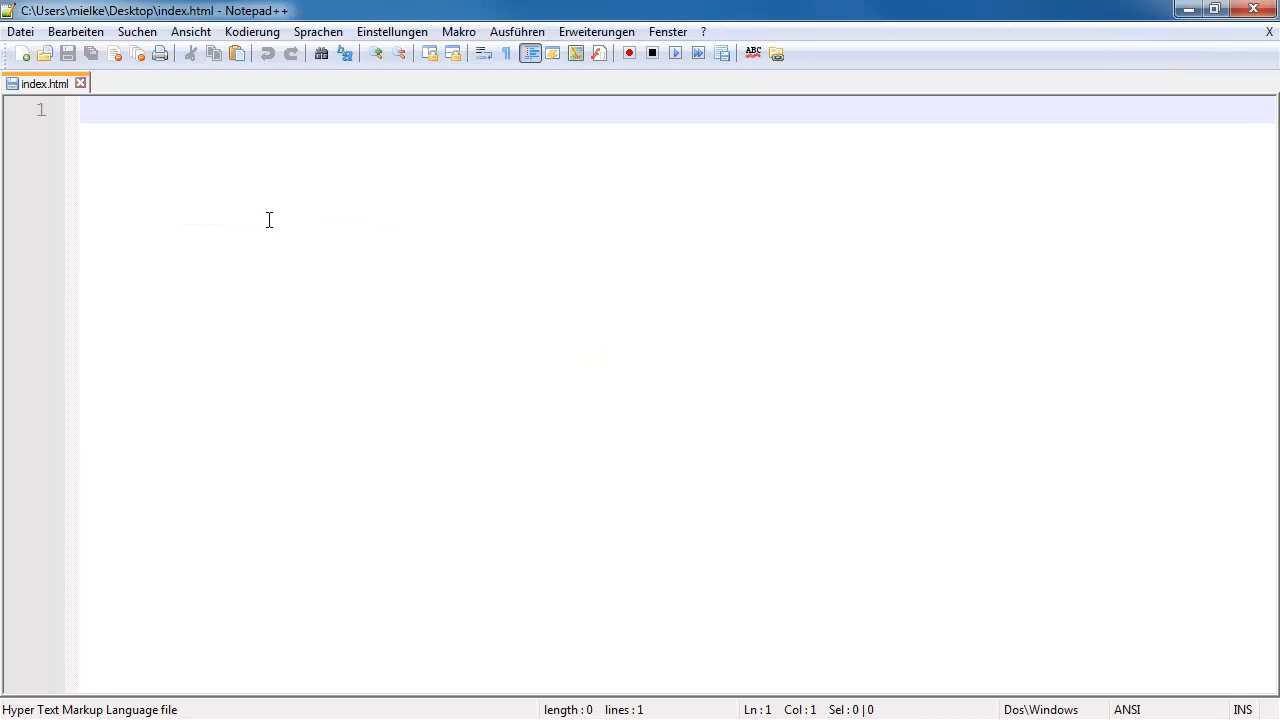 C:\Users\mielke\Desktop\index.html - Notepad++
Datei Bearbeiten Suchen Ansicht Kodierung Sprachen Einstellungen Makro Ausführen Erweiterungen Fenster ? X
ABC
index.html
1
Hyper Text Markup Language file length : 0 lines : 1 Ln : 1 Col : 1 Sel : 0 | 0 Dos\Windows ANSI INS